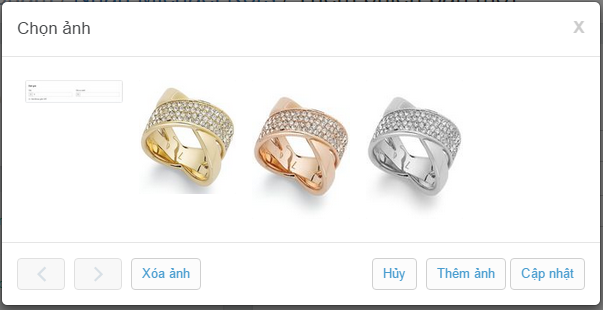 Chọn ảnh
X
Xóa ảnh
Hủy
Thêm ảnh
Cập nhật